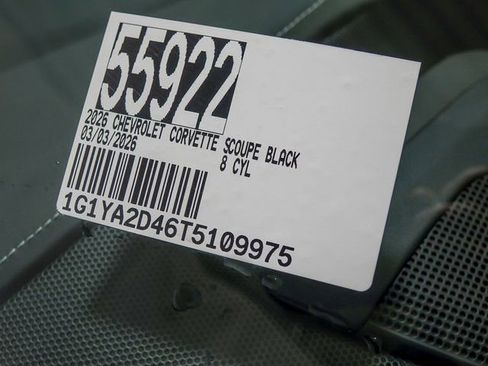 55922
2026 CHEVROLET CORVETTE SCOUPE BLACK
03/03/2026 8 CYL
1G1YA2D46T5109975